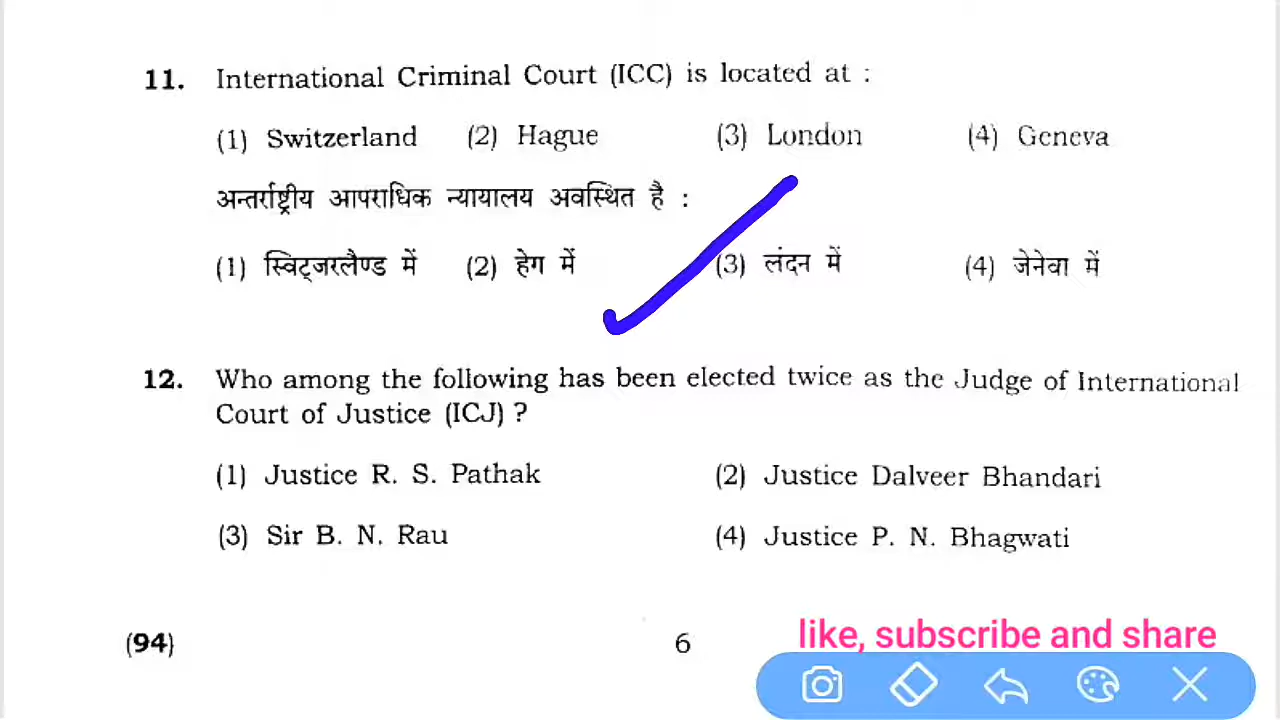 11. International Criminal Court (ICC) is located at :
(1) Switzerland (2) Hague (3) London (4) Geneva
अन्तर्राष्ट्रीय आपराधिक न्यायालय अवस्थित है :
(1) स्विट्जरलैण्ड में (2) हेग में (3) लंदन में (4) जेनेवा में
12. Who among the following has been elected twice as the Judge of International
Court of Justice (ICJ) ?
(1) Justice R. S. Pathak (2) Justice Dalveer Bhandari
(3) Sir B. N. Rau (4) Justice P. N. Bhagwati
(94) 6 like, subscribe and share